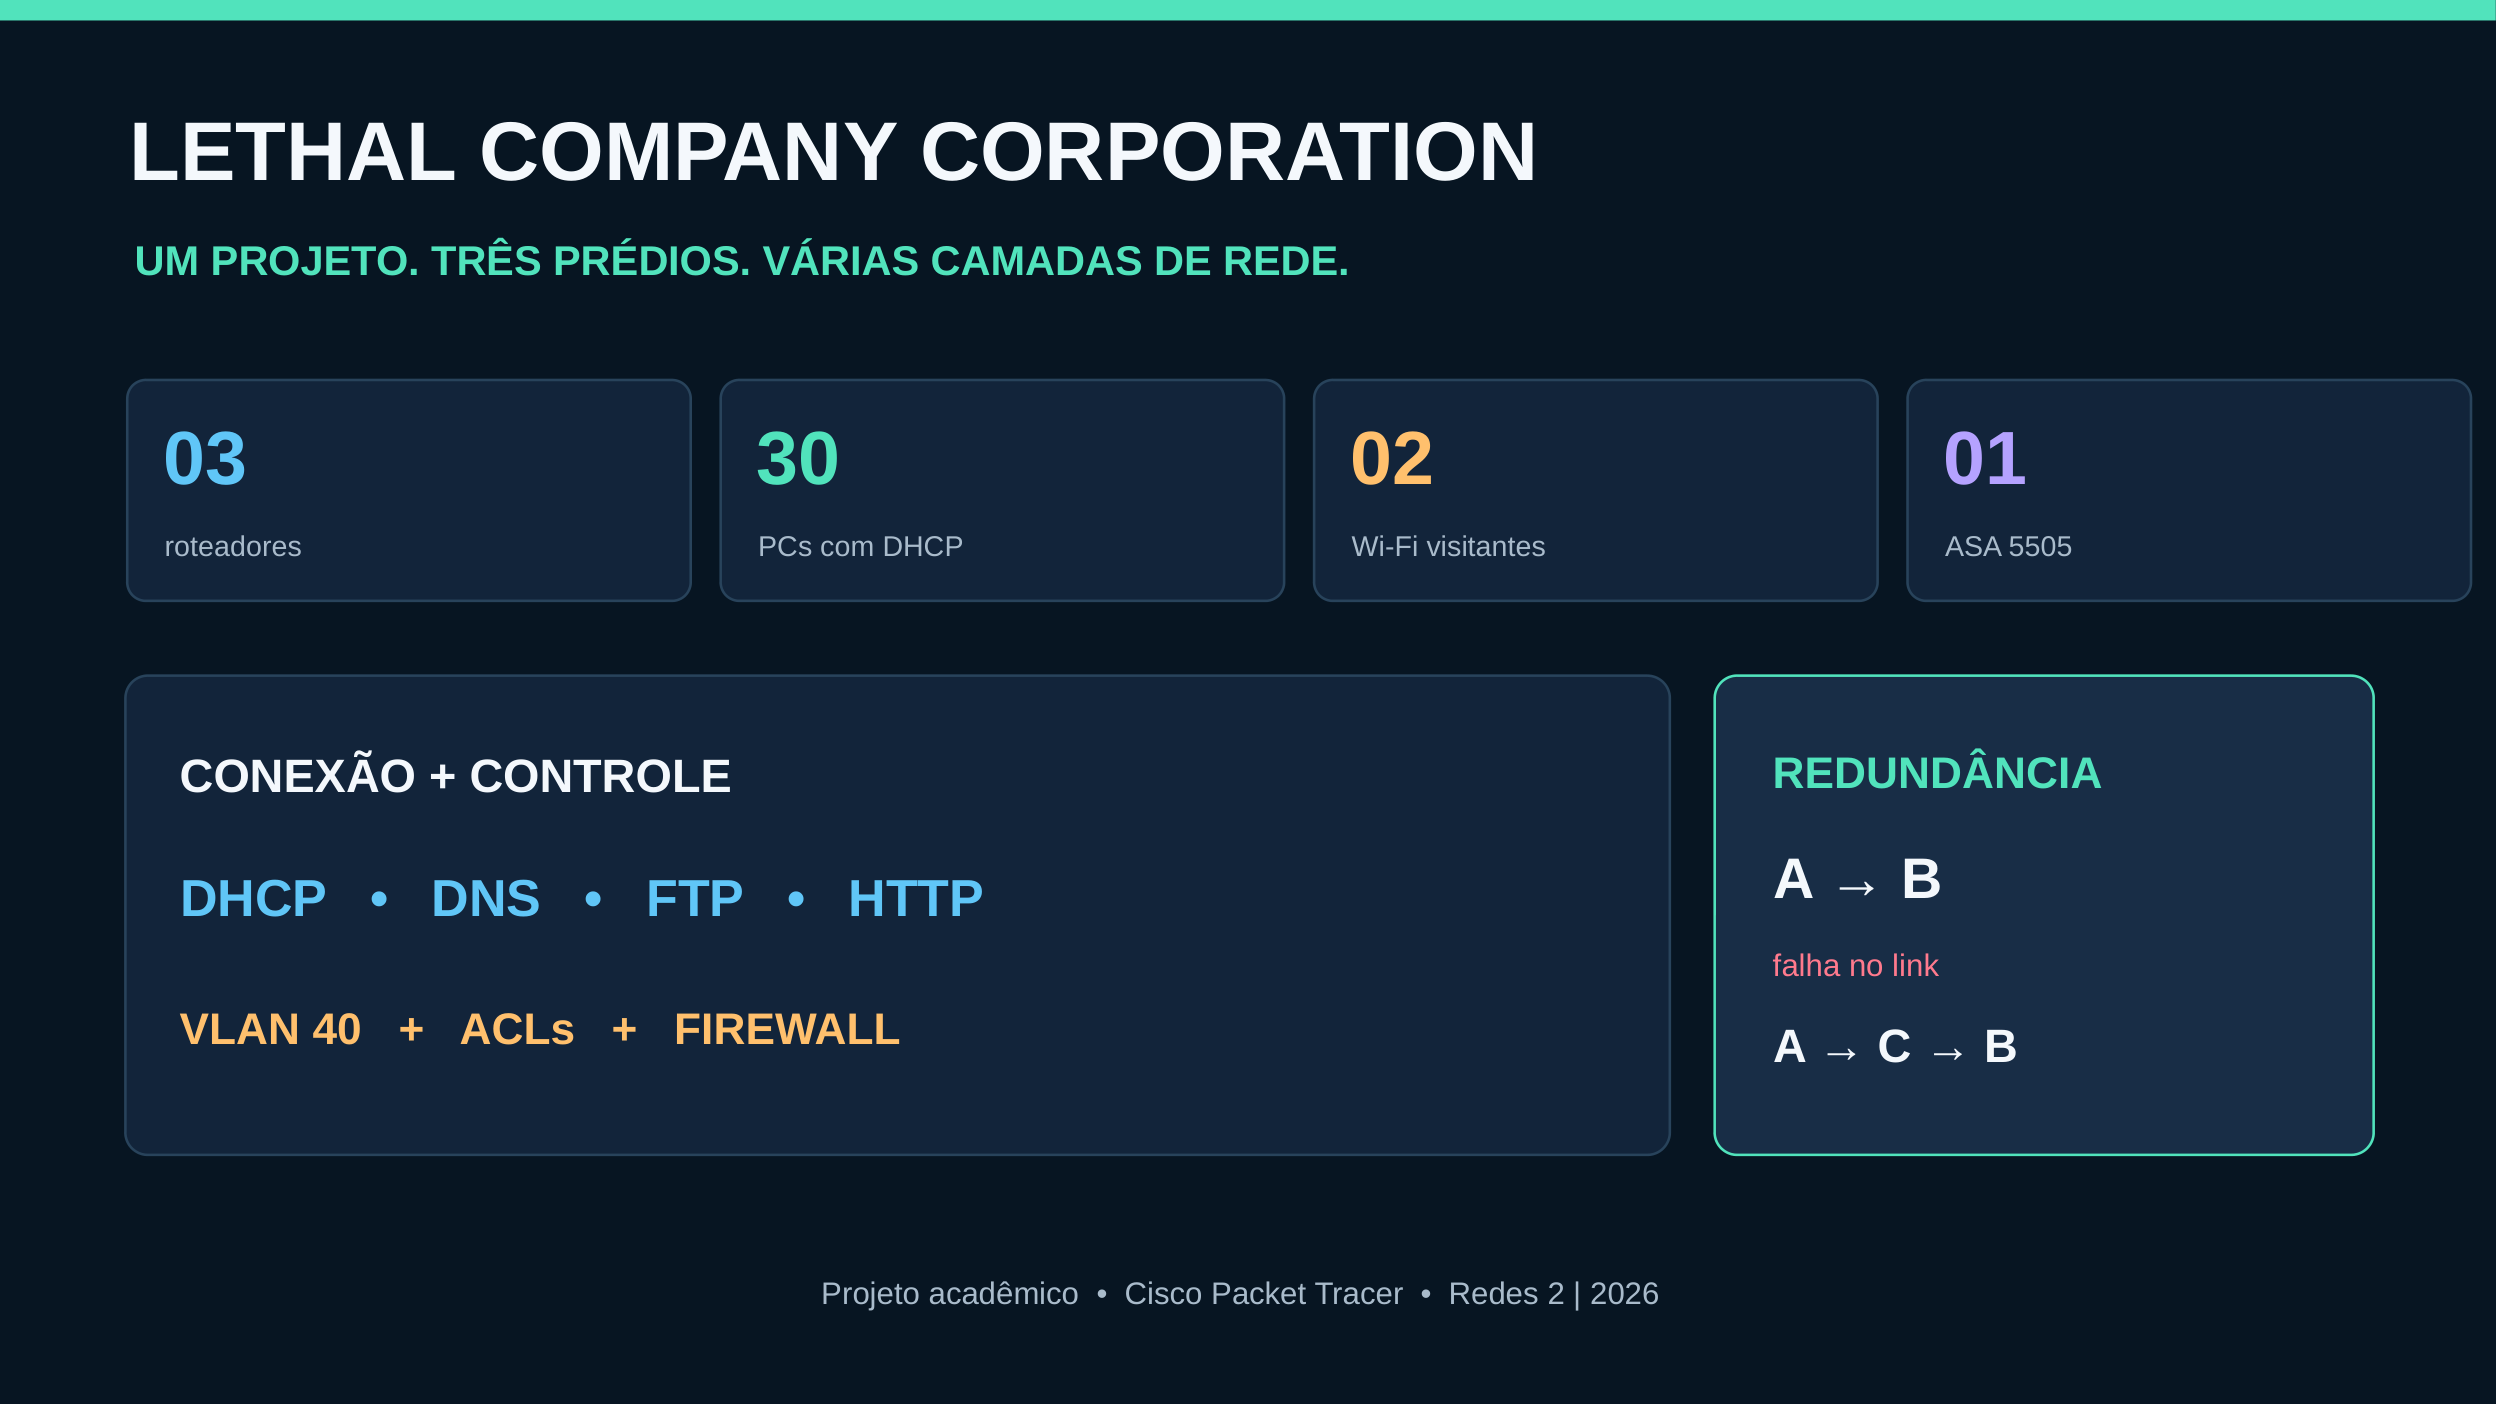 LETHAL COMPANY CORPORATION
UM PROJETO. TRÊS PRÉDIOS. VÁRIAS CAMADAS DE REDE.
03
roteadores
30
PCs com DHCP
02
Wi-Fi visitantes
01
ASA 5505
CONEXÃO + CONTROLE
DHCP • DNS • FTP • HTTP
VLAN 40 + ACLs + FIREWALL
REDUNDÂNCIA
A → B
falha no link
A → C → B
Projeto acadêmico • Cisco Packet Tracer • Redes 2 | 2026